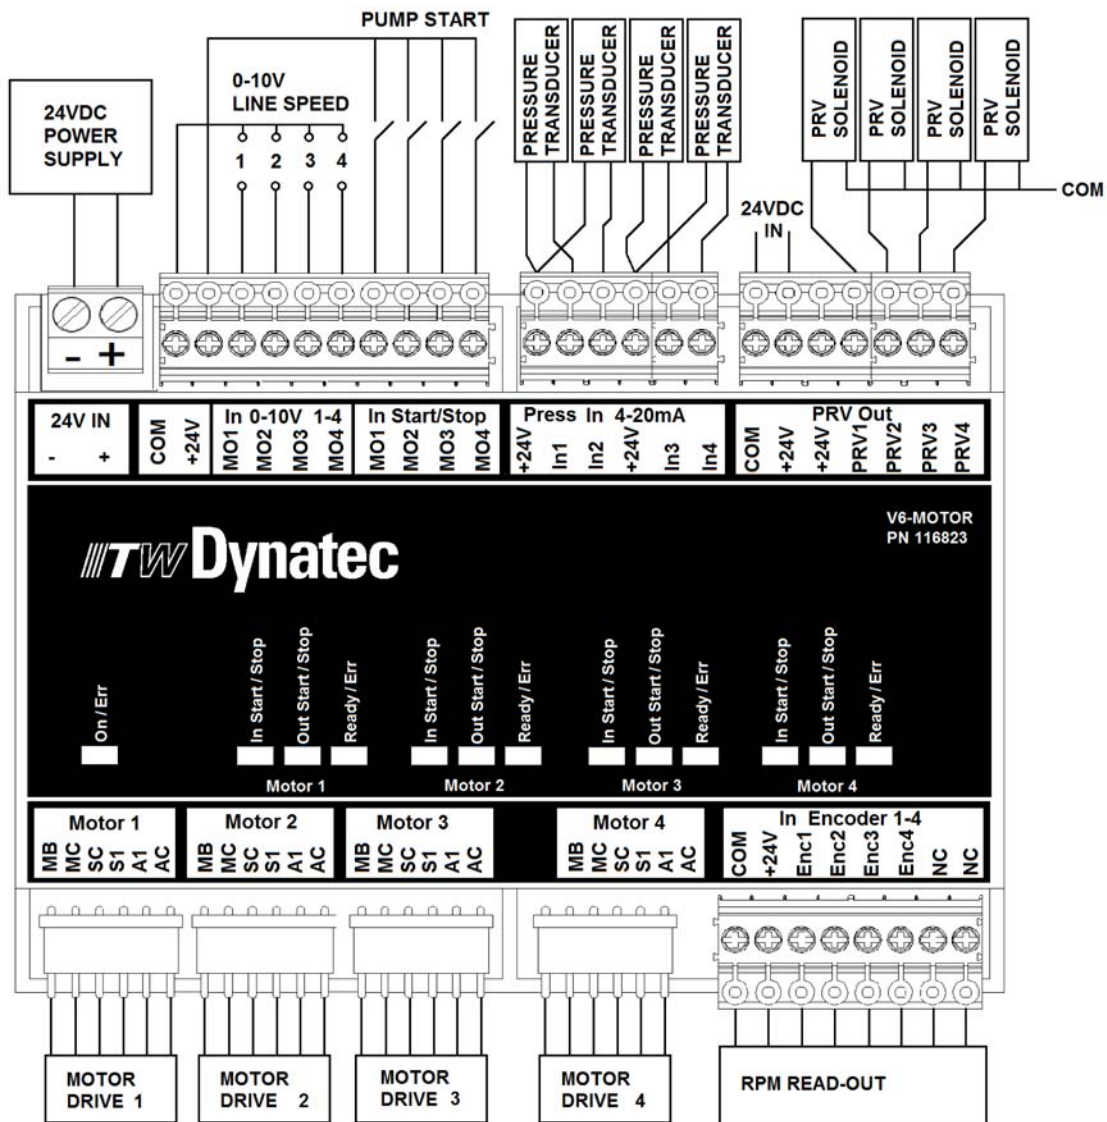 PUMP START
0-10V
LINE SPEED
1 2 3 4
24VDC
POWER
SUPPLY
PRESSURE
TRANSDUCER
PRESSURE
TRANSDUCER
PRESSURE
TRANSDUCER
PRESSURE
TRANSDUCER
PRV
SOLENOID
PRV
SOLENOID
PRV
SOLENOID
PRV
SOLENOID
COM
24VDC
IN
- +
24V IN
- +
COM
+24V
In 0-10V 1-4
MO1
MO2
MO3
MO4
In Start/Stop
MO1
MO2
MO3
MO4
Press In 4-20mA
+24V
In1
In2
+24V
In3
In4
PRV Out
COM
+24V
+24V
PRV1
PRV2
PRV3
PRV4
V6-MOTOR
PN 116823
ITW Dynatec
On / Err
In Start / Stop
Out Start / Stop
Ready / Err
Motor 1
In Start / Stop
Out Start / Stop
Ready / Err
Motor 2
In Start / Stop
Out Start / Stop
Ready / Err
Motor 3
In Start / Stop
Out Start / Stop
Ready / Err
Motor 4
Motor 1
MB
MC
SC
S1
A1
AC
Motor 2
MB
MC
SC
S1
A1
AC
Motor 3
MB
MC
SC
S1
A1
AC
Motor 4
MB
MC
SC
S1
A1
AC
In Encoder 1-4
COM
+24V
Enc1
Enc2
Enc3
Enc4
NC
NC
MOTOR
DRIVE 1
MOTOR
DRIVE 2
MOTOR
DRIVE 3
MOTOR
DRIVE 4
RPM READ-OUT